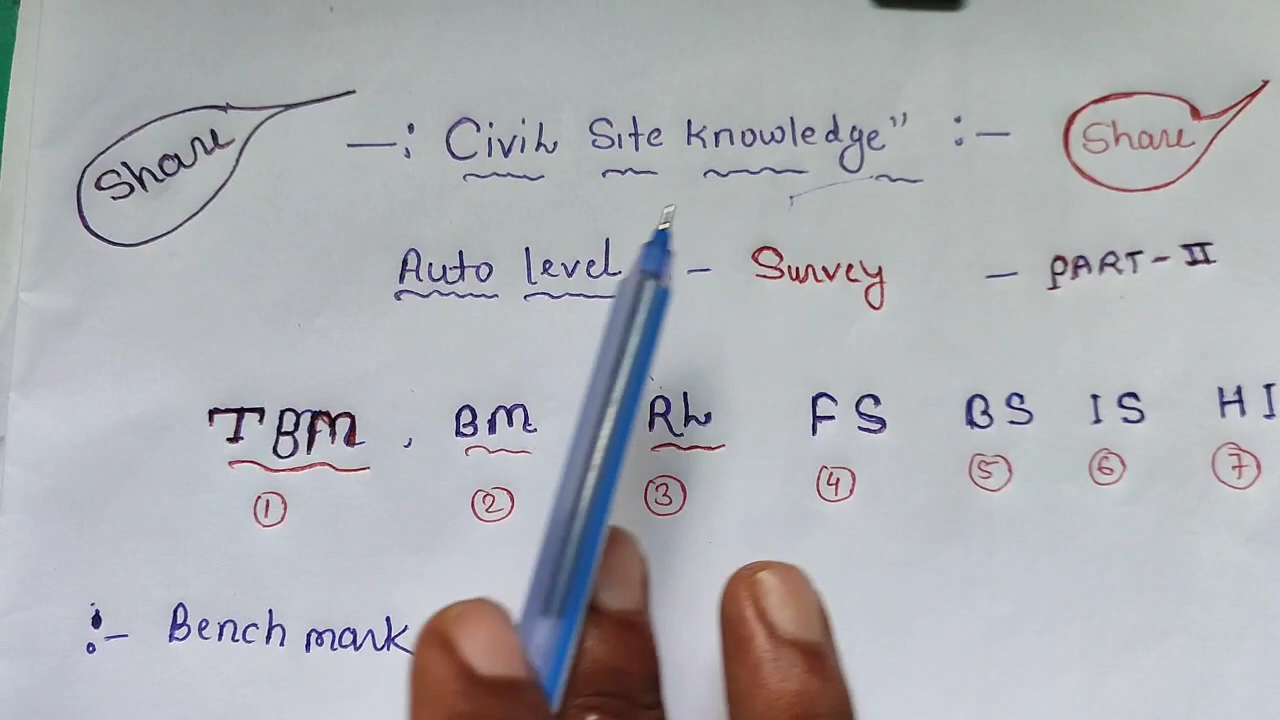 Share
—: Civil Site Knowledge" :—
Share
Auto level - Survey - PART-II
TBM , BM RL FS BS IS HI
① ② ③ ④ ⑤ ⑥ ⑦
:- Bench mark